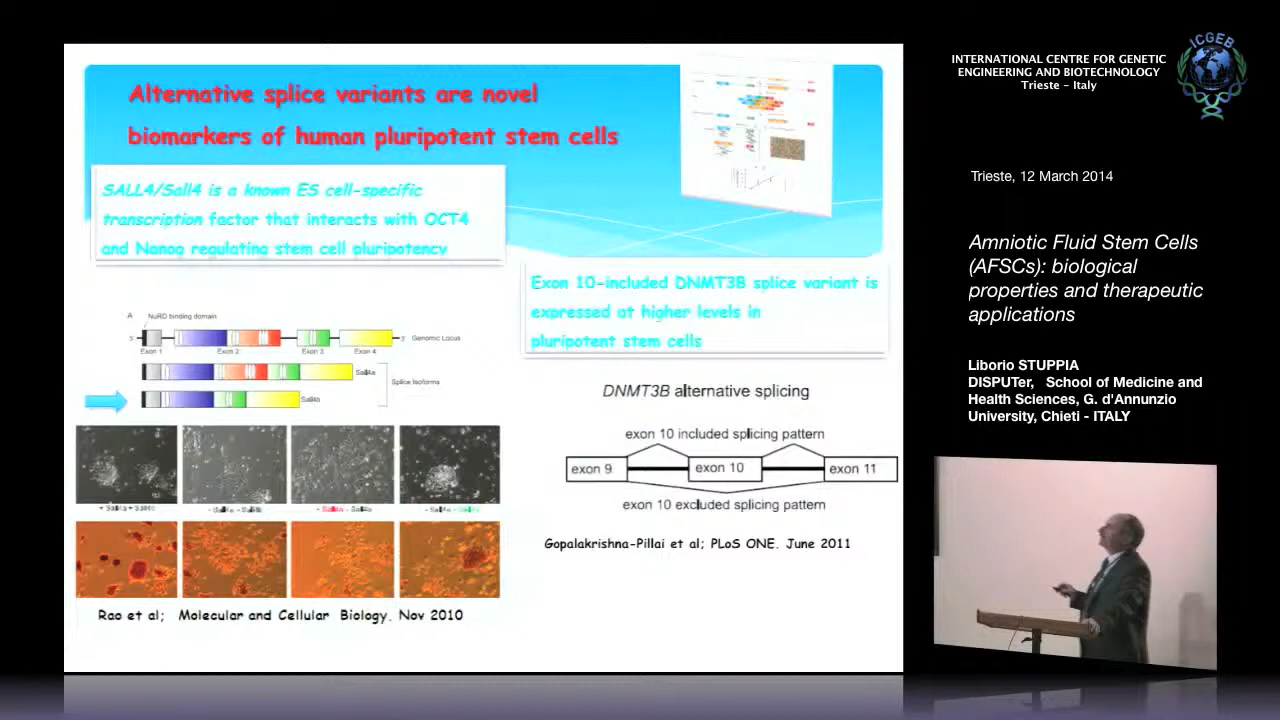 Alternative splice variants are novel
biomarkers of human pluripotent stem cells
SALL4/Sall4 is a known ES cell-specific
transcription factor that interacts with OCT4
and Nanog regulating stem cell pluripotency
Exon 10-included DNMT3B splice variant is
expressed at higher levels in
pluripotent stem cells
A
NuRD binding domain
5'
3'
Genomic Locus
Exon 1
Exon 2
Exon 3
Exon 4
Sall4a
Splice Isoforms
Sall4b
DNMT3B alternative splicing
exon 10 included splicing pattern
exon 9
exon 10
exon 11
exon 10 excluded splicing pattern
Gopalakrishna-Pillai et al; PLoS ONE. June 2011
Rao et al; Molecular and Cellular Biology. Nov 2010
INTERNATIONAL CENTRE FOR GENETIC
ENGINEERING AND BIOTECHNOLOGY
Trieste - Italy
ICGEB
Trieste, 12 March 2014
Amniotic Fluid Stem Cells
(AFSCs): biological
properties and therapeutic
applications
Liborio STUPPIA
DISPUTer, School of Medicine and
Health Sciences, G. d'Annunzio
University, Chieti - ITALY